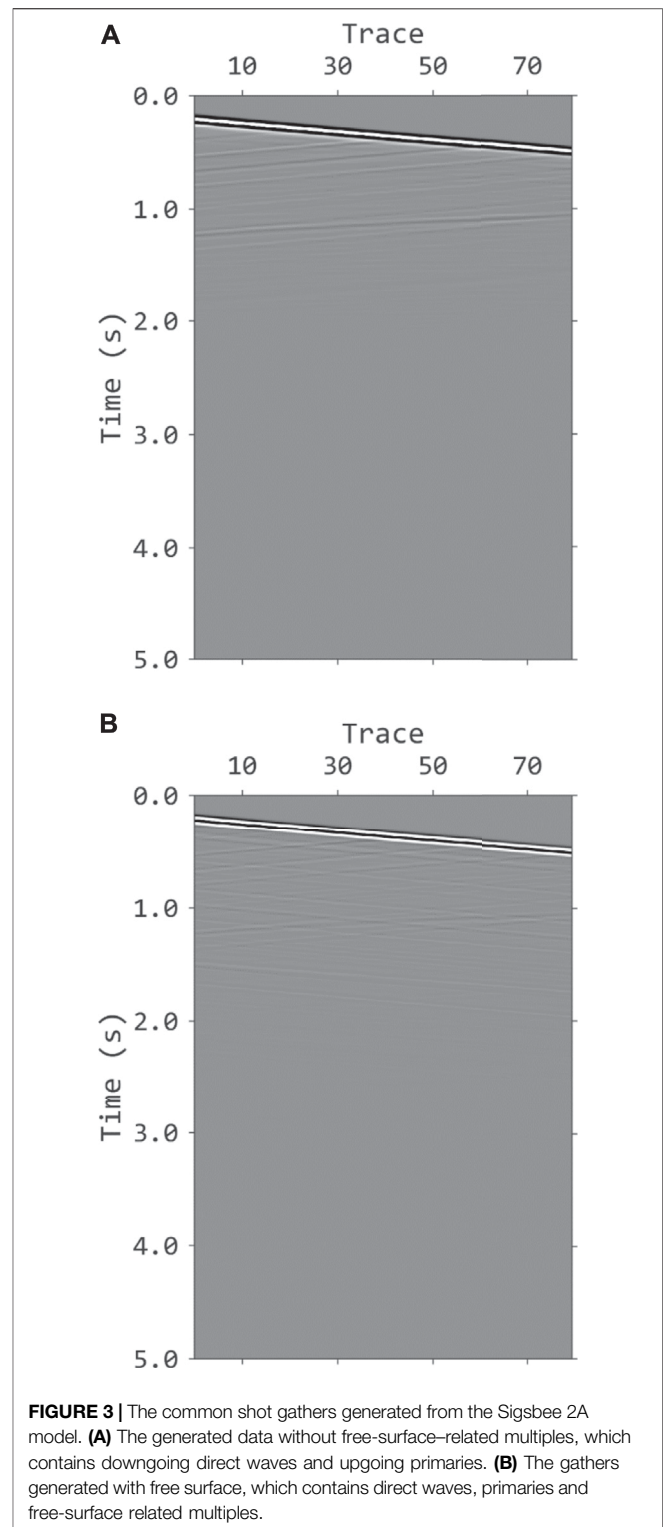 A
Trace
10 30 50 70
0.0
1.0
2.0
3.0
4.0
5.0
Time (s)
B
Trace
10 30 50 70
0.0
1.0
2.0
3.0
4.0
5.0
Time (s)
FIGURE 3 | The common shot gathers generated from the Sigsbee 2A
model. (A) The generated data without free-surface–related multiples, which
contains downgoing direct waves and upgoing primaries. (B) The gathers
generated with free surface, which contains direct waves, primaries and
free-surface related multiples.